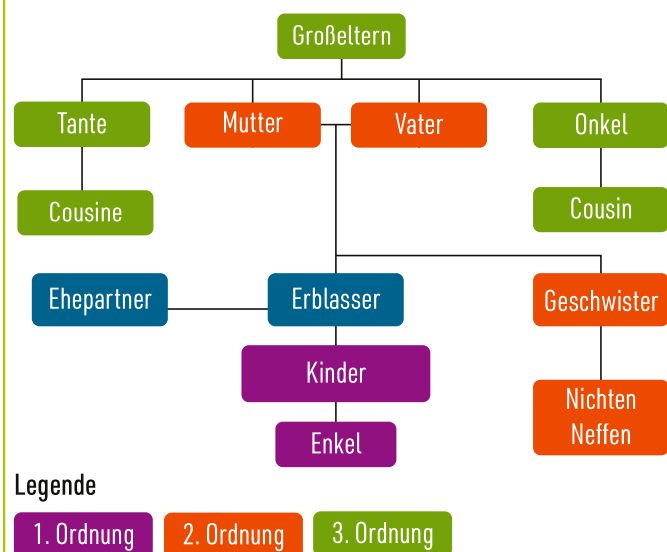 Großeltern
Tante
Mutter
Vater
Onkel
Cousine
Cousin
Ehepartner
Erblasser
Geschwister
Kinder
Nichten
Neffen
Enkel
Legende
1. Ordnung
2. Ordnung
3. Ordnung